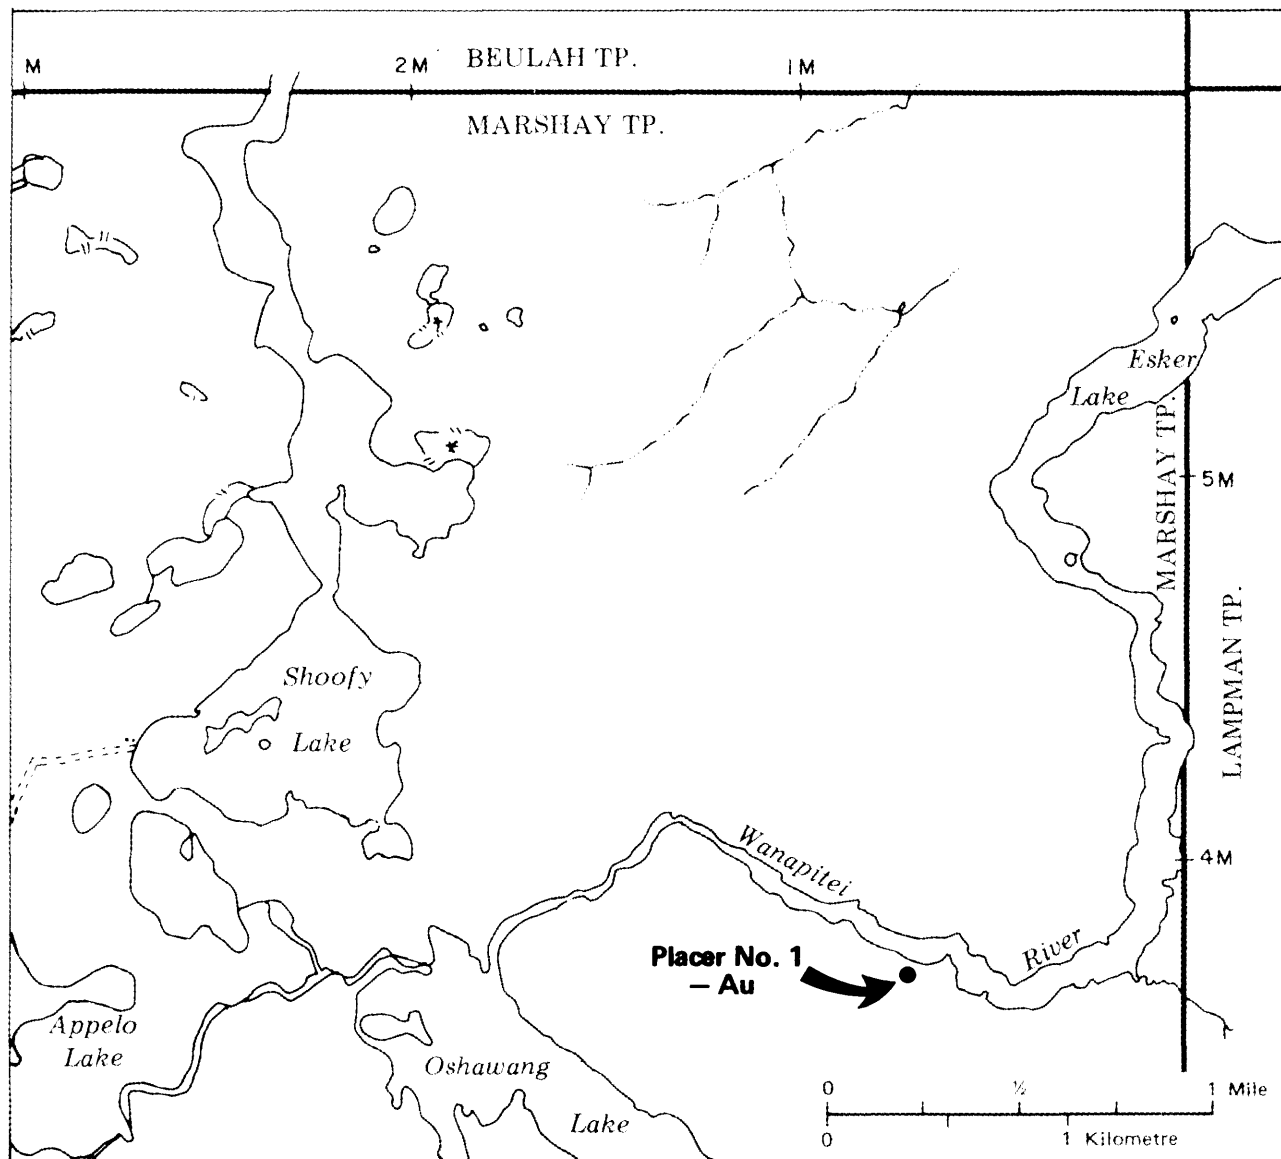 M
2M
BEULAH TP.
1M
MARSHAY TP.
Esker
Lake
MARSHAY TP.
5M
LAMPMAN TP.
Shoofy
Lake
4M
Wanapitei
River
Placer No. 1
– Au
Appelo
Lake
Oshawang
Lake
0 ½ 1 Mile
0 1 Kilometre